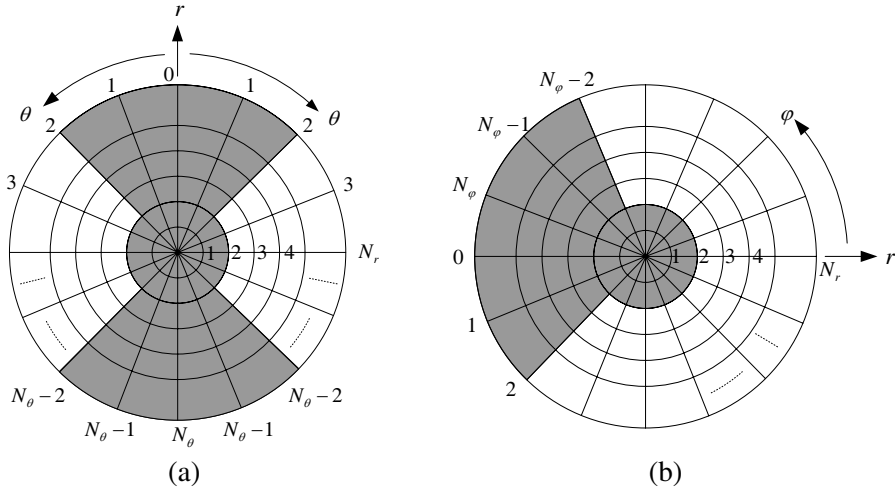 r
0
1 1
θ θ
2 2
3 3
1 2 3 4 N_r
N_θ − 2 N_θ − 2
N_θ − 1 N_θ N_θ − 1
(a)
N_φ − 2
N_φ − 1
φ
N_φ
0 1 2 3 4 N_r r
1
2
(b)